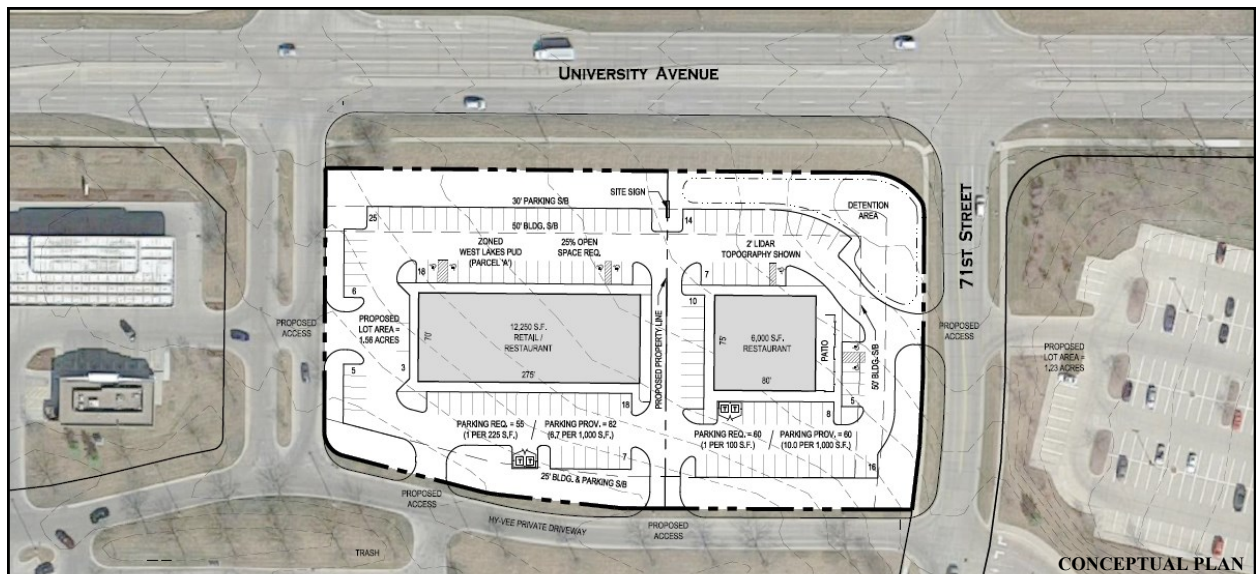 UNIVERSITY AVENUE
71ST STREET
SITE SIGN
30' PARKING S/B
DETENTION
AREA
25
50' BLDG. S/B
14
ZONED
WEST LAKES PUD
(PARCEL 'A')
25% OPEN
SPACE REQ.
2' LIDAR
TOPOGRAPHY SHOWN
18
7
6
10
PROPOSED
ACCESS
PROPOSED
LOT AREA =
1.56 ACRES
70'
12,250 S.F.
RETAIL /
RESTAURANT
275'
PROPOSED PROPERTY LINE
75'
6,000 S.F.
RESTAURANT
80'
PATIO
50' BLDG. S/B
PROPOSED
ACCESS
PROPOSED
LOT AREA =
1.23 ACRES
5
3
18
8
5
PARKING REQ. = 55
(1 PER 225 S.F.)
PARKING PROV. = 82
(6.7 PER 1,000 S.F.)
PARKING REQ. = 60
(1 PER 100 S.F.)
PARKING PROV. = 60
(10.0 PER 1,000 S.F.)
T T
T T
7
16
25' BLDG. & PARKING S/B
PROPOSED
ACCESS
HY-VEE PRIVATE DRIVEWAY
PROPOSED
ACCESS
TRASH
CONCEPTUAL PLAN